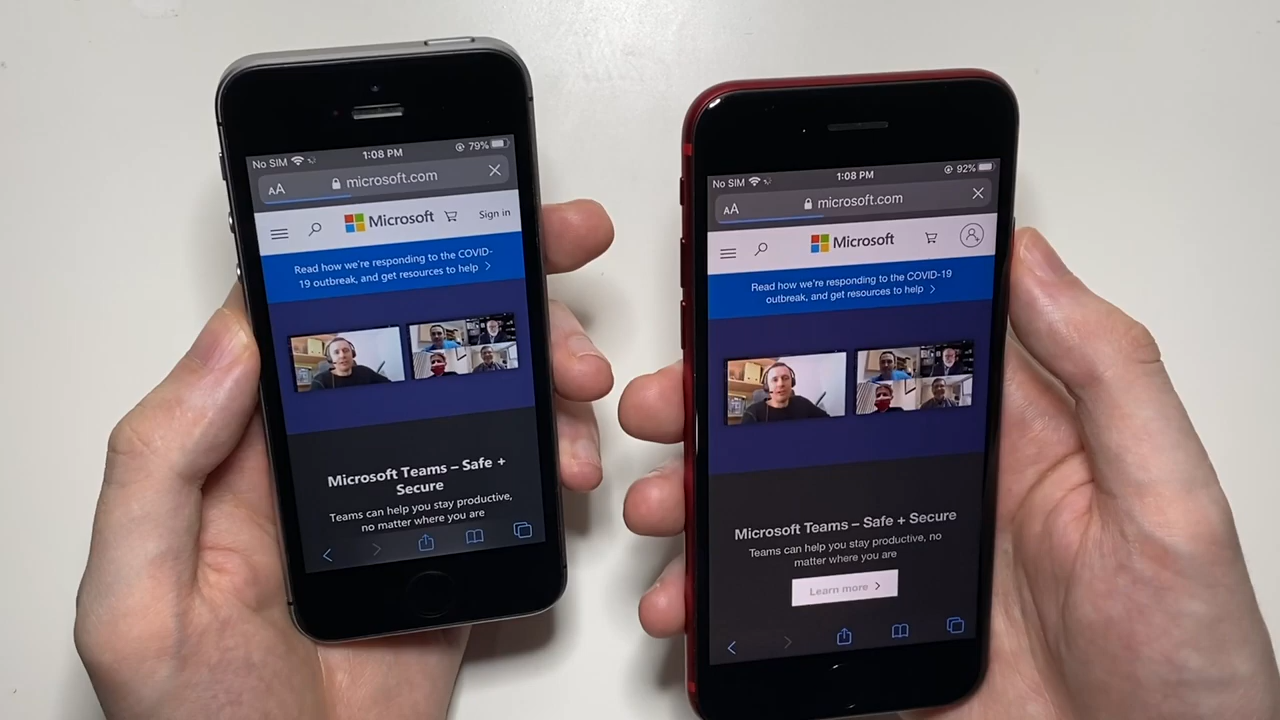 No SIM 1:08 PM 79%
AA microsoft.com
Microsoft Sign in
Read how we're responding to the COVID-
19 outbreak, and get resources to help
Microsoft Teams – Safe +
Secure
Teams can help you stay productive,
no matter where you are
No SIM 1:08 PM 92%
AA microsoft.com
Microsoft
Read how we're responding to the COVID-19
outbreak, and get resources to help
Microsoft Teams – Safe + Secure
Teams can help you stay productive, no
matter where you are
Learn more